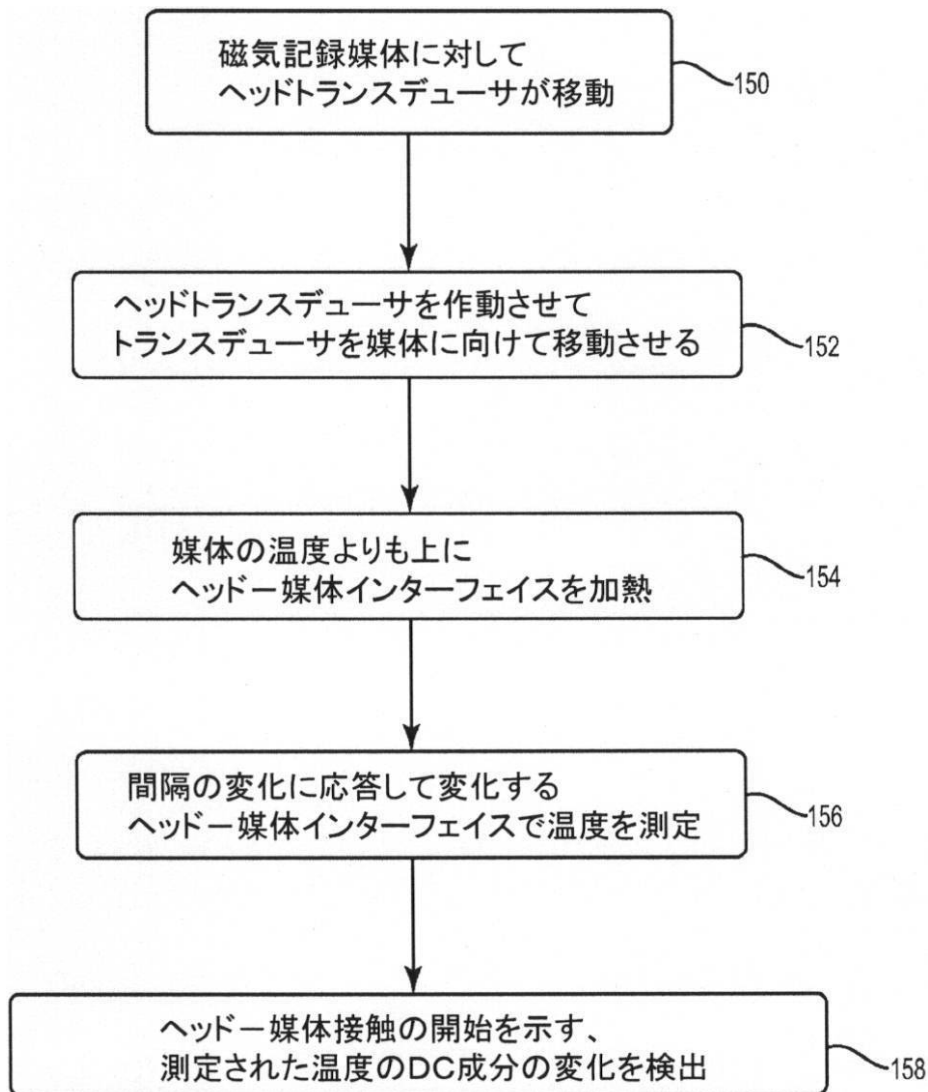 磁気記録媒体に対して
ヘッドトランスデューサが移動
150
ヘッドトランスデューサを作動させて
トランスデューサを媒体に向けて移動させる
152
媒体の温度よりも上に
ヘッドー媒体インターフェイスを加熱
154
間隔の変化に応答して変化する
ヘッドー媒体インターフェイスで温度を測定
156
ヘッドー媒体接触の開始を示す、
測定された温度のDC成分の変化を検出
158